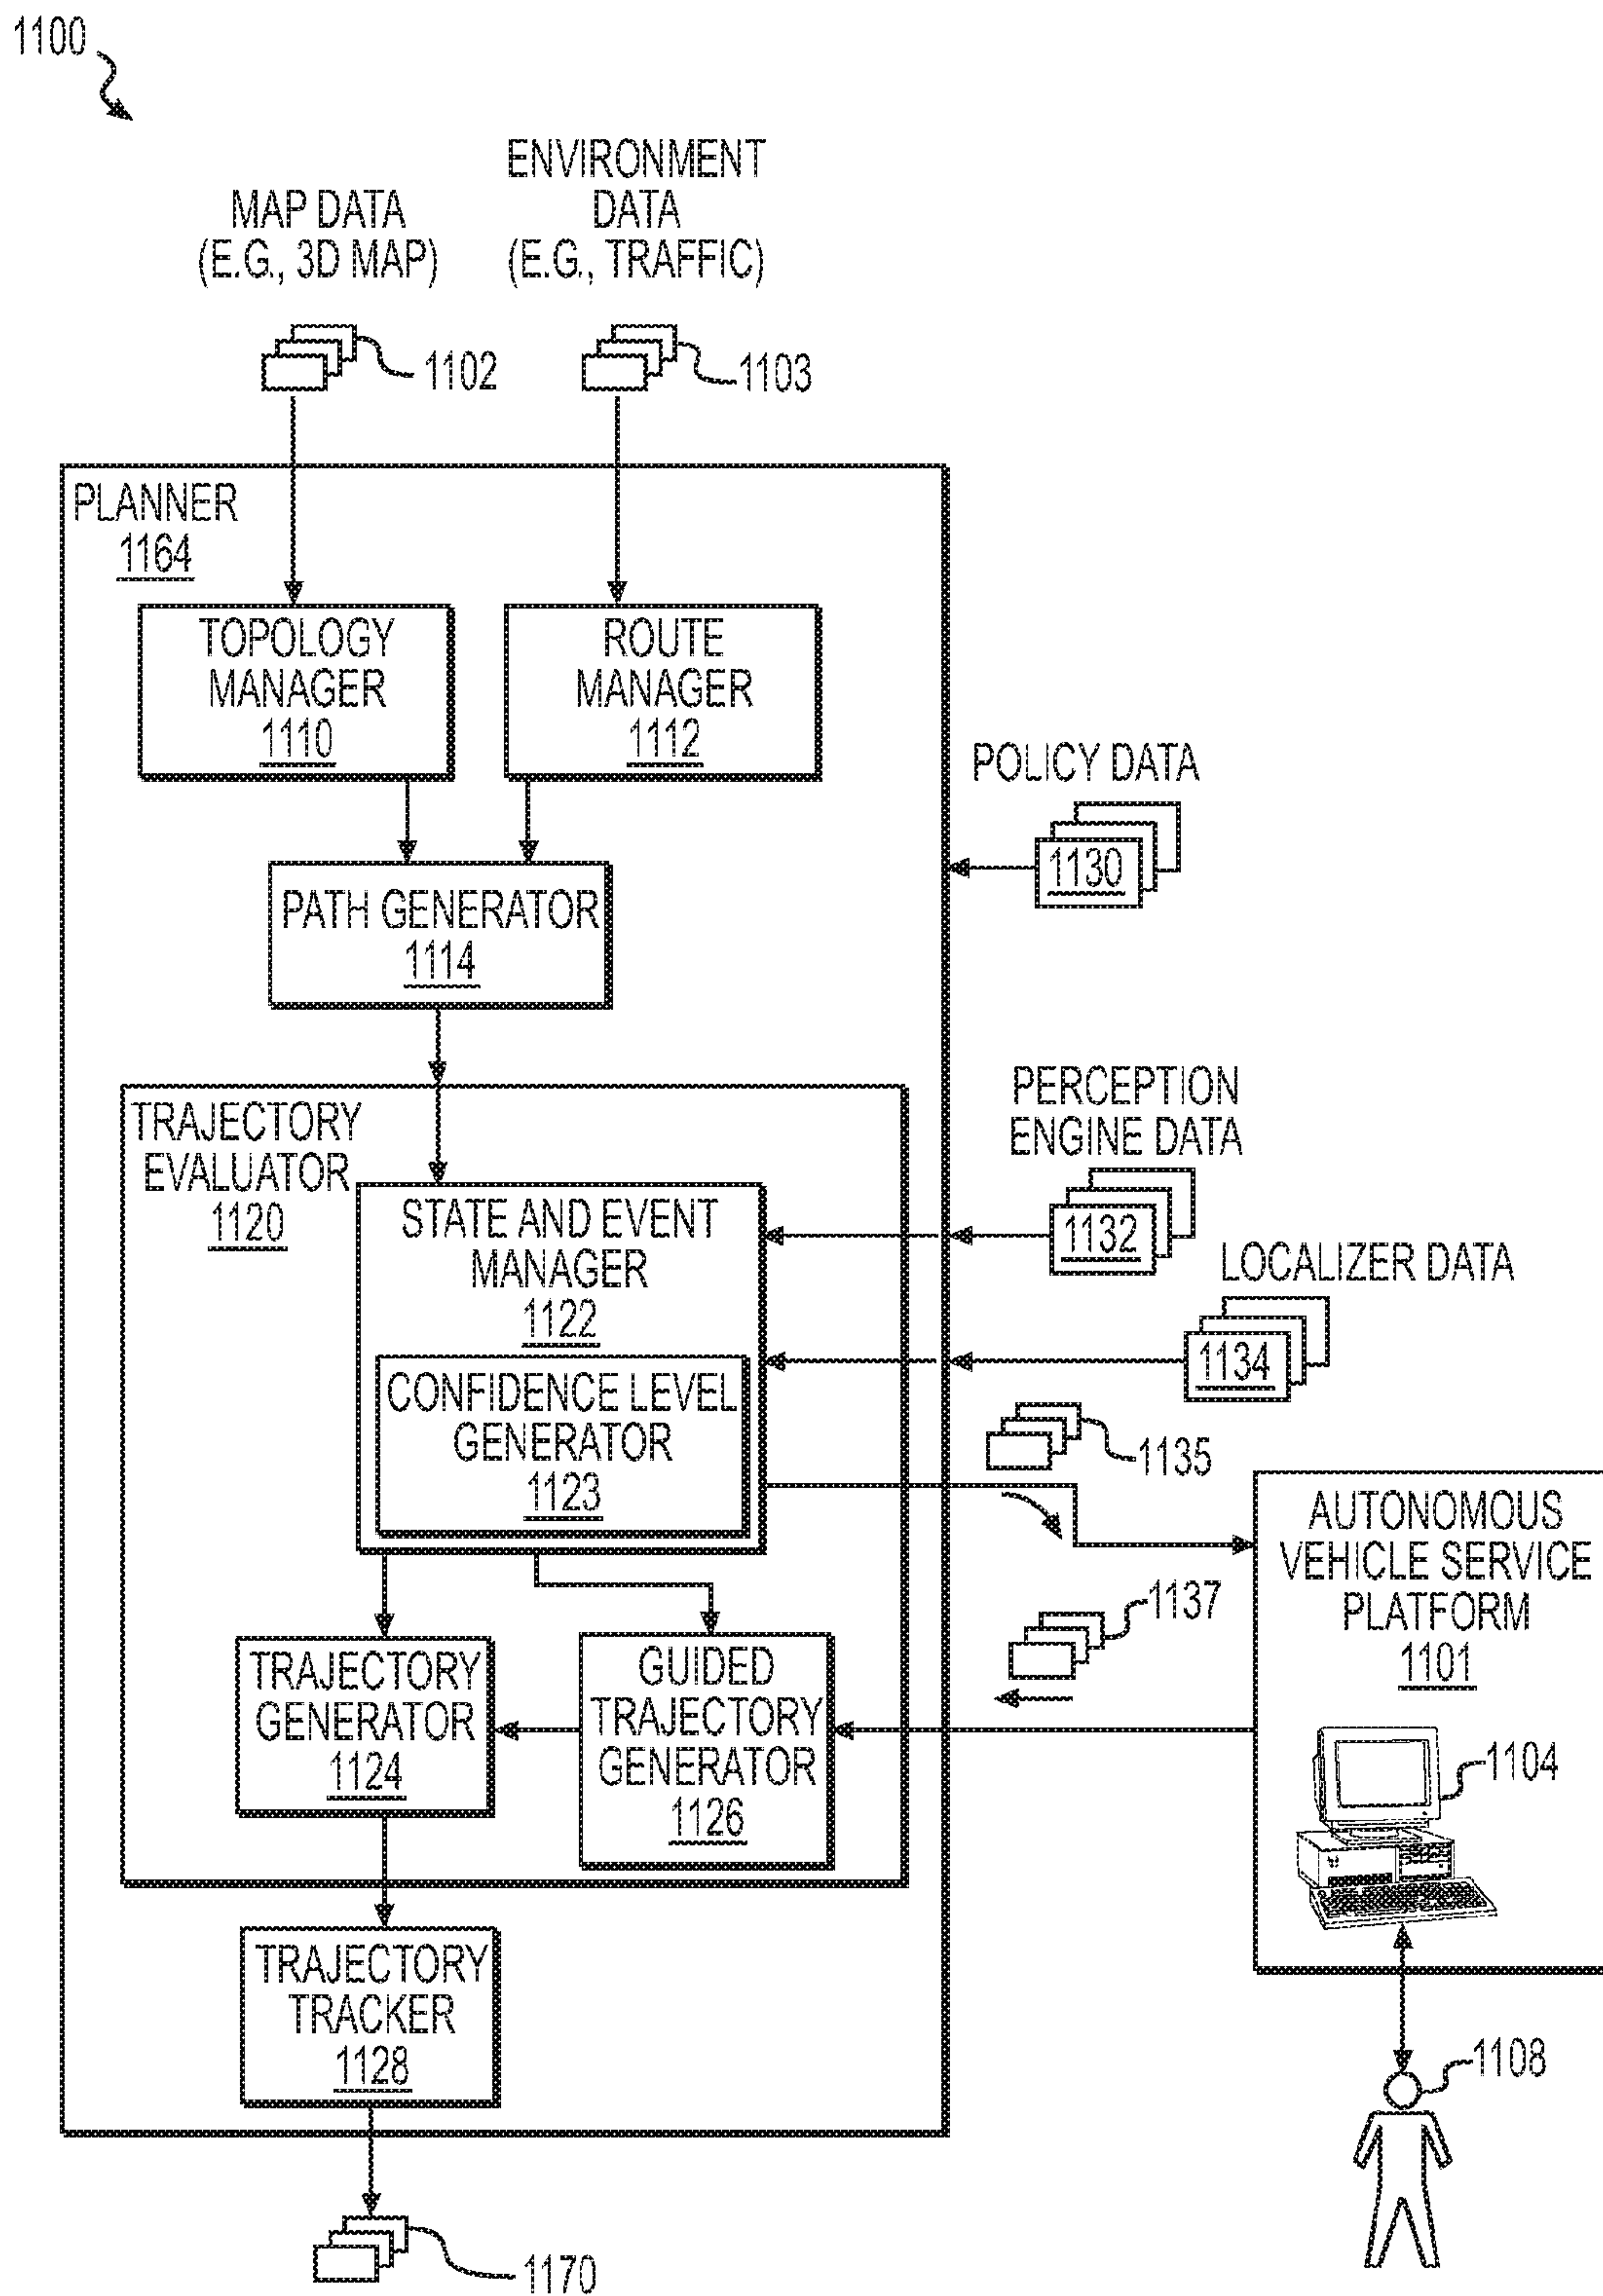 1100
MAP DATA
(E.G., 3D MAP)
ENVIRONMENT
DATA
(E.G., TRAFFIC)
1102
1103
PLANNER
1164
TOPOLOGY
MANAGER
1110
ROUTE
MANAGER
1112
POLICY DATA
1130
PATH GENERATOR
1114
TRAJECTORY
EVALUATOR
1120
STATE AND EVENT
MANAGER
1122
PERCEPTION
ENGINE DATA
1132
LOCALIZER DATA
1134
CONFIDENCE LEVEL
GENERATOR
1123
1135
AUTONOMOUS
VEHICLE SERVICE
PLATFORM
1101
1137
TRAJECTORY
GENERATOR
1124
GUIDED
TRAJECTORY
GENERATOR
1126
1104
TRAJECTORY
TRACKER
1128
1108
1170